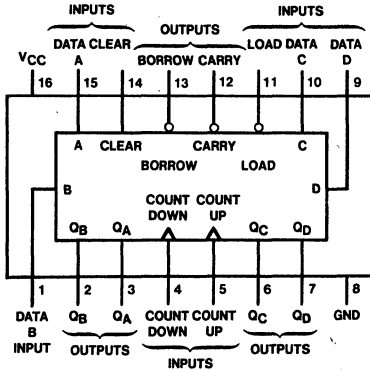 INPUTS
OUTPUTS
INPUTS
DATA CLEAR
A
BORROW CARRY
LOAD DATA DATA
C D
VCC
16 15 14 13 12 11 10 9
A CLEAR CARRY C
BORROW LOAD
B D
COUNT COUNT
DOWN UP
QB QA QC QD
1 2 3 4 5 6 7 8
DATA
B
INPUT
QB QA
COUNT COUNT
DOWN UP
QC QD
GND
OUTPUTS
INPUTS
OUTPUTS